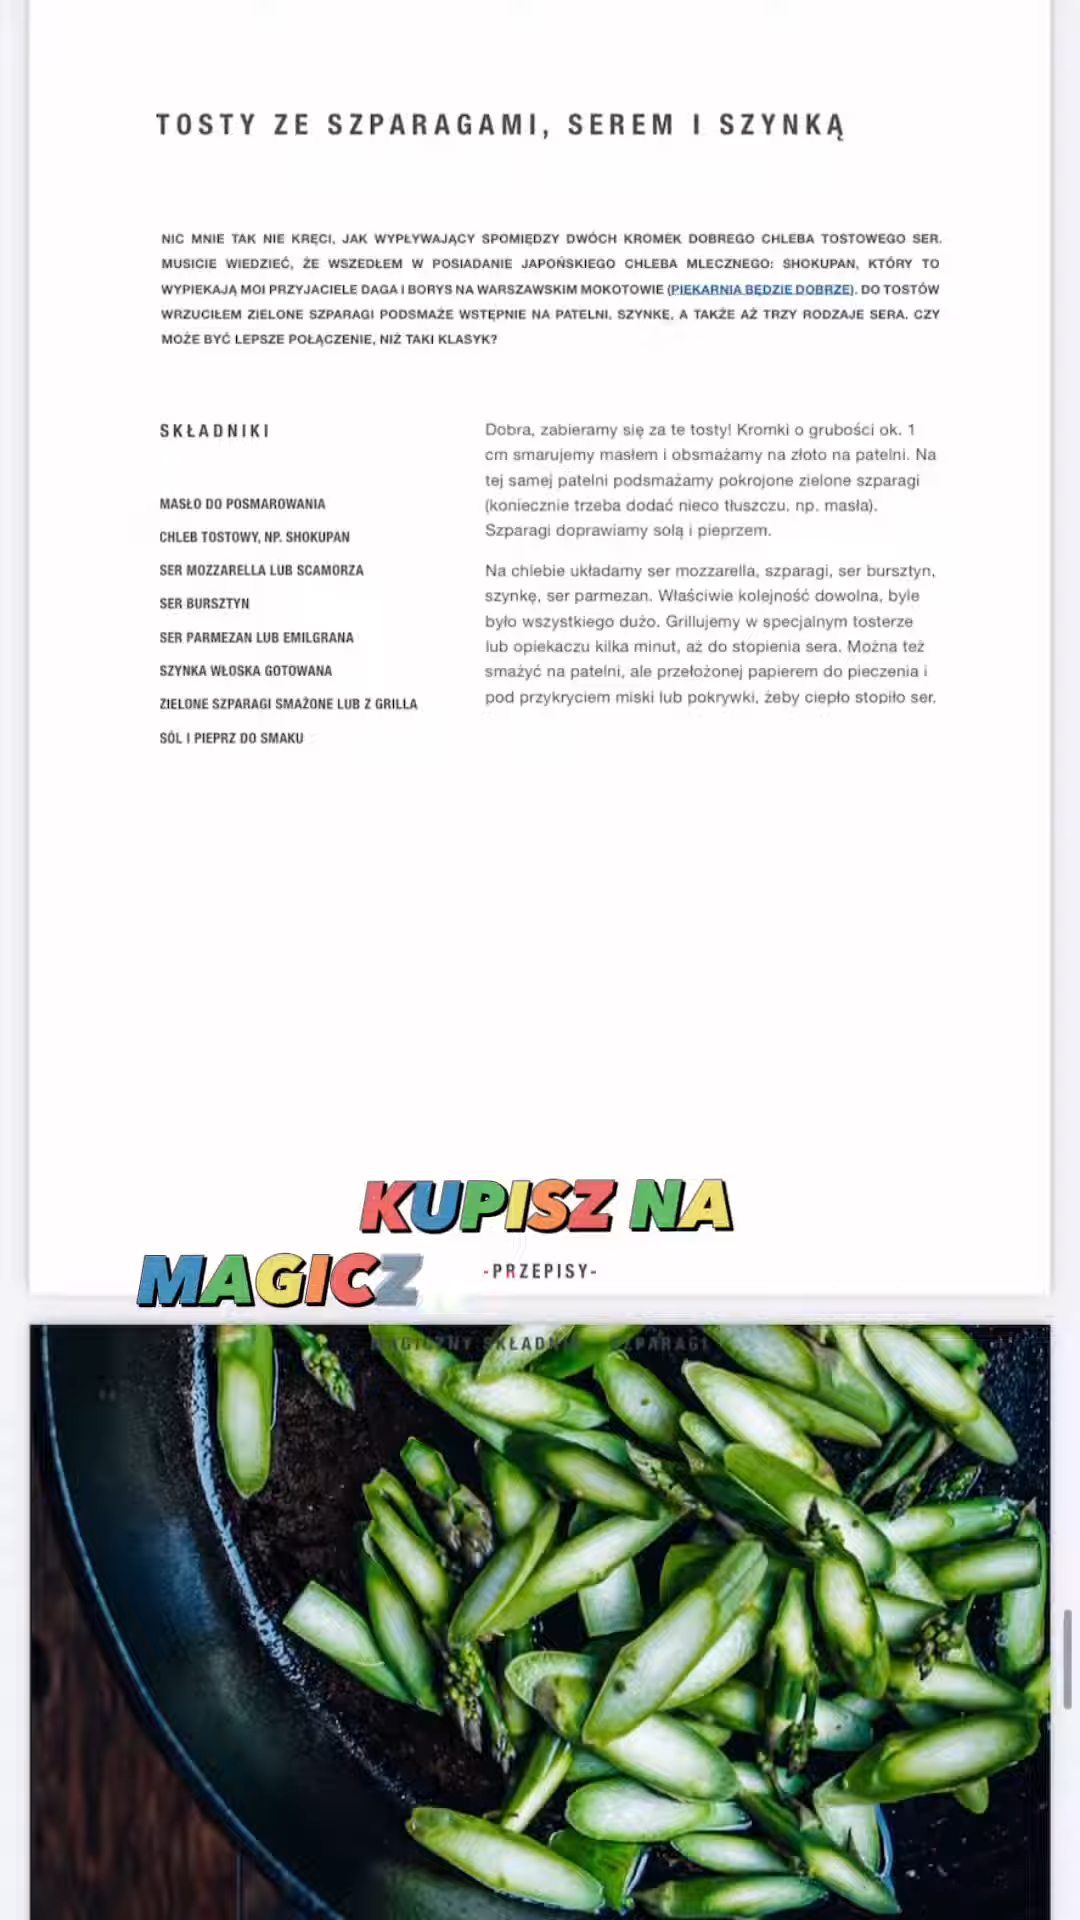 TOSTY ZE SZPARAGAMI, SEREM I SZYNKĄ
NIC MNIE TAK NIE KRĘCI, JAK WYPŁYWAJĄCY SPOMIĘDZY DWÓCH KROMEK DOBREGO CHLEBA TOSTOWEGO SER.
MUSICIE WIEDZIEĆ, ŻE WSZEDŁEM W POSIADANIE JAPOŃSKIEGO CHLEBA MLECZNEGO: SHOKUPAN, KTÓRY TO
WYPIEKAJĄ MOI PRZYJACIELE DAGA I BORYS NA WARSZAWSKIM MOKOTOWIE (PIEKARNIA BĘDZIE DOBRZE). DO TOSTÓW
WRZUCIŁEM ZIELONE SZPARAGI PODSMAŻE WSTĘPNIE NA PATELNI, SZYNKĘ, A TAKŻE AŻ TRZY RODZAJE SERA. CZY
MOŻE BYĆ LEPSZE POŁĄCZENIE, NIŻ TAKI KLASYK?
SKŁADNIKI
MASŁO DO POSMAROWANIA
CHLEB TOSTOWY, NP. SHOKUPAN
SER MOZZARELLA LUB SCAMORZA
SER BURSZTYN
SER PARMEZAN LUB EMILGRANA
SZYNKA WŁOSKA GOTOWANA
ZIELONE SZPARAGI SMAŻONE LUB Z GRILLA
SÓL I PIEPRZ DO SMAKU
Dobra, zabieramy się za te tosty! Kromki o grubości ok. 1
cm smarujemy masłem i obsmażamy na złoto na patelni. Na
tej samej patelni podsmażamy pokrojone zielone szparagi
(koniecznie trzeba dodać nieco tłuszczu, np. masła).
Szparagi doprawiamy solą i pieprzem.
Na chlebie układamy ser mozzarella, szparagi, ser bursztyn,
szynkę, ser parmezan. Właściwie kolejność dowolna, byle
było wszystkiego dużo. Grillujemy w specjalnym tosterze
lub opiekaczu kilka minut, aż do stopienia sera. Można też
smażyć na patelni, ale przełożonej papierem do pieczenia i
pod przykryciem miski lub pokrywki, żeby ciepło stopiło ser.
KUPISZ NA
MAGICZ
-PRZEPISY-
MAGICZNY SKŁADNIK SZPARAGI